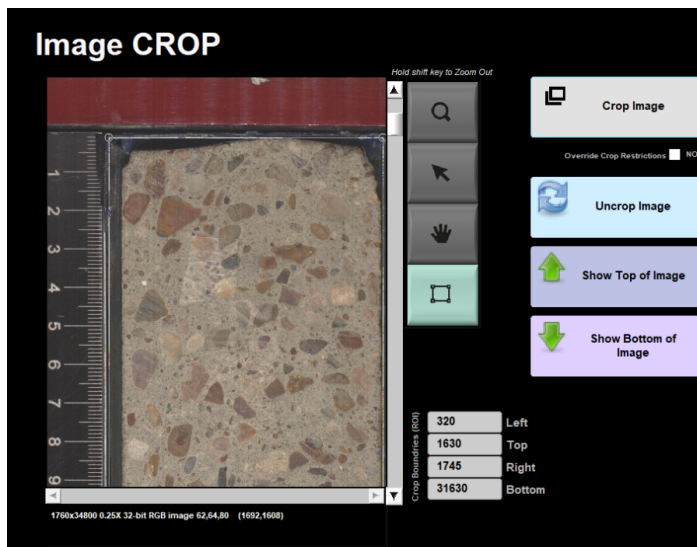 Image CROP
Hold shift key to Zoom Out
Crop Image
Override Crop Restrictions NO
Uncrop Image
Show Top of Image
Show Bottom of
Image
1
2
3
4
5
6
7
8
9
Crop Boundries (ROI)
320 Left
1630 Top
1745 Right
31630 Bottom
1760x34800 0.25X 32-bit RGB image 62,64,80 (1692,1608)